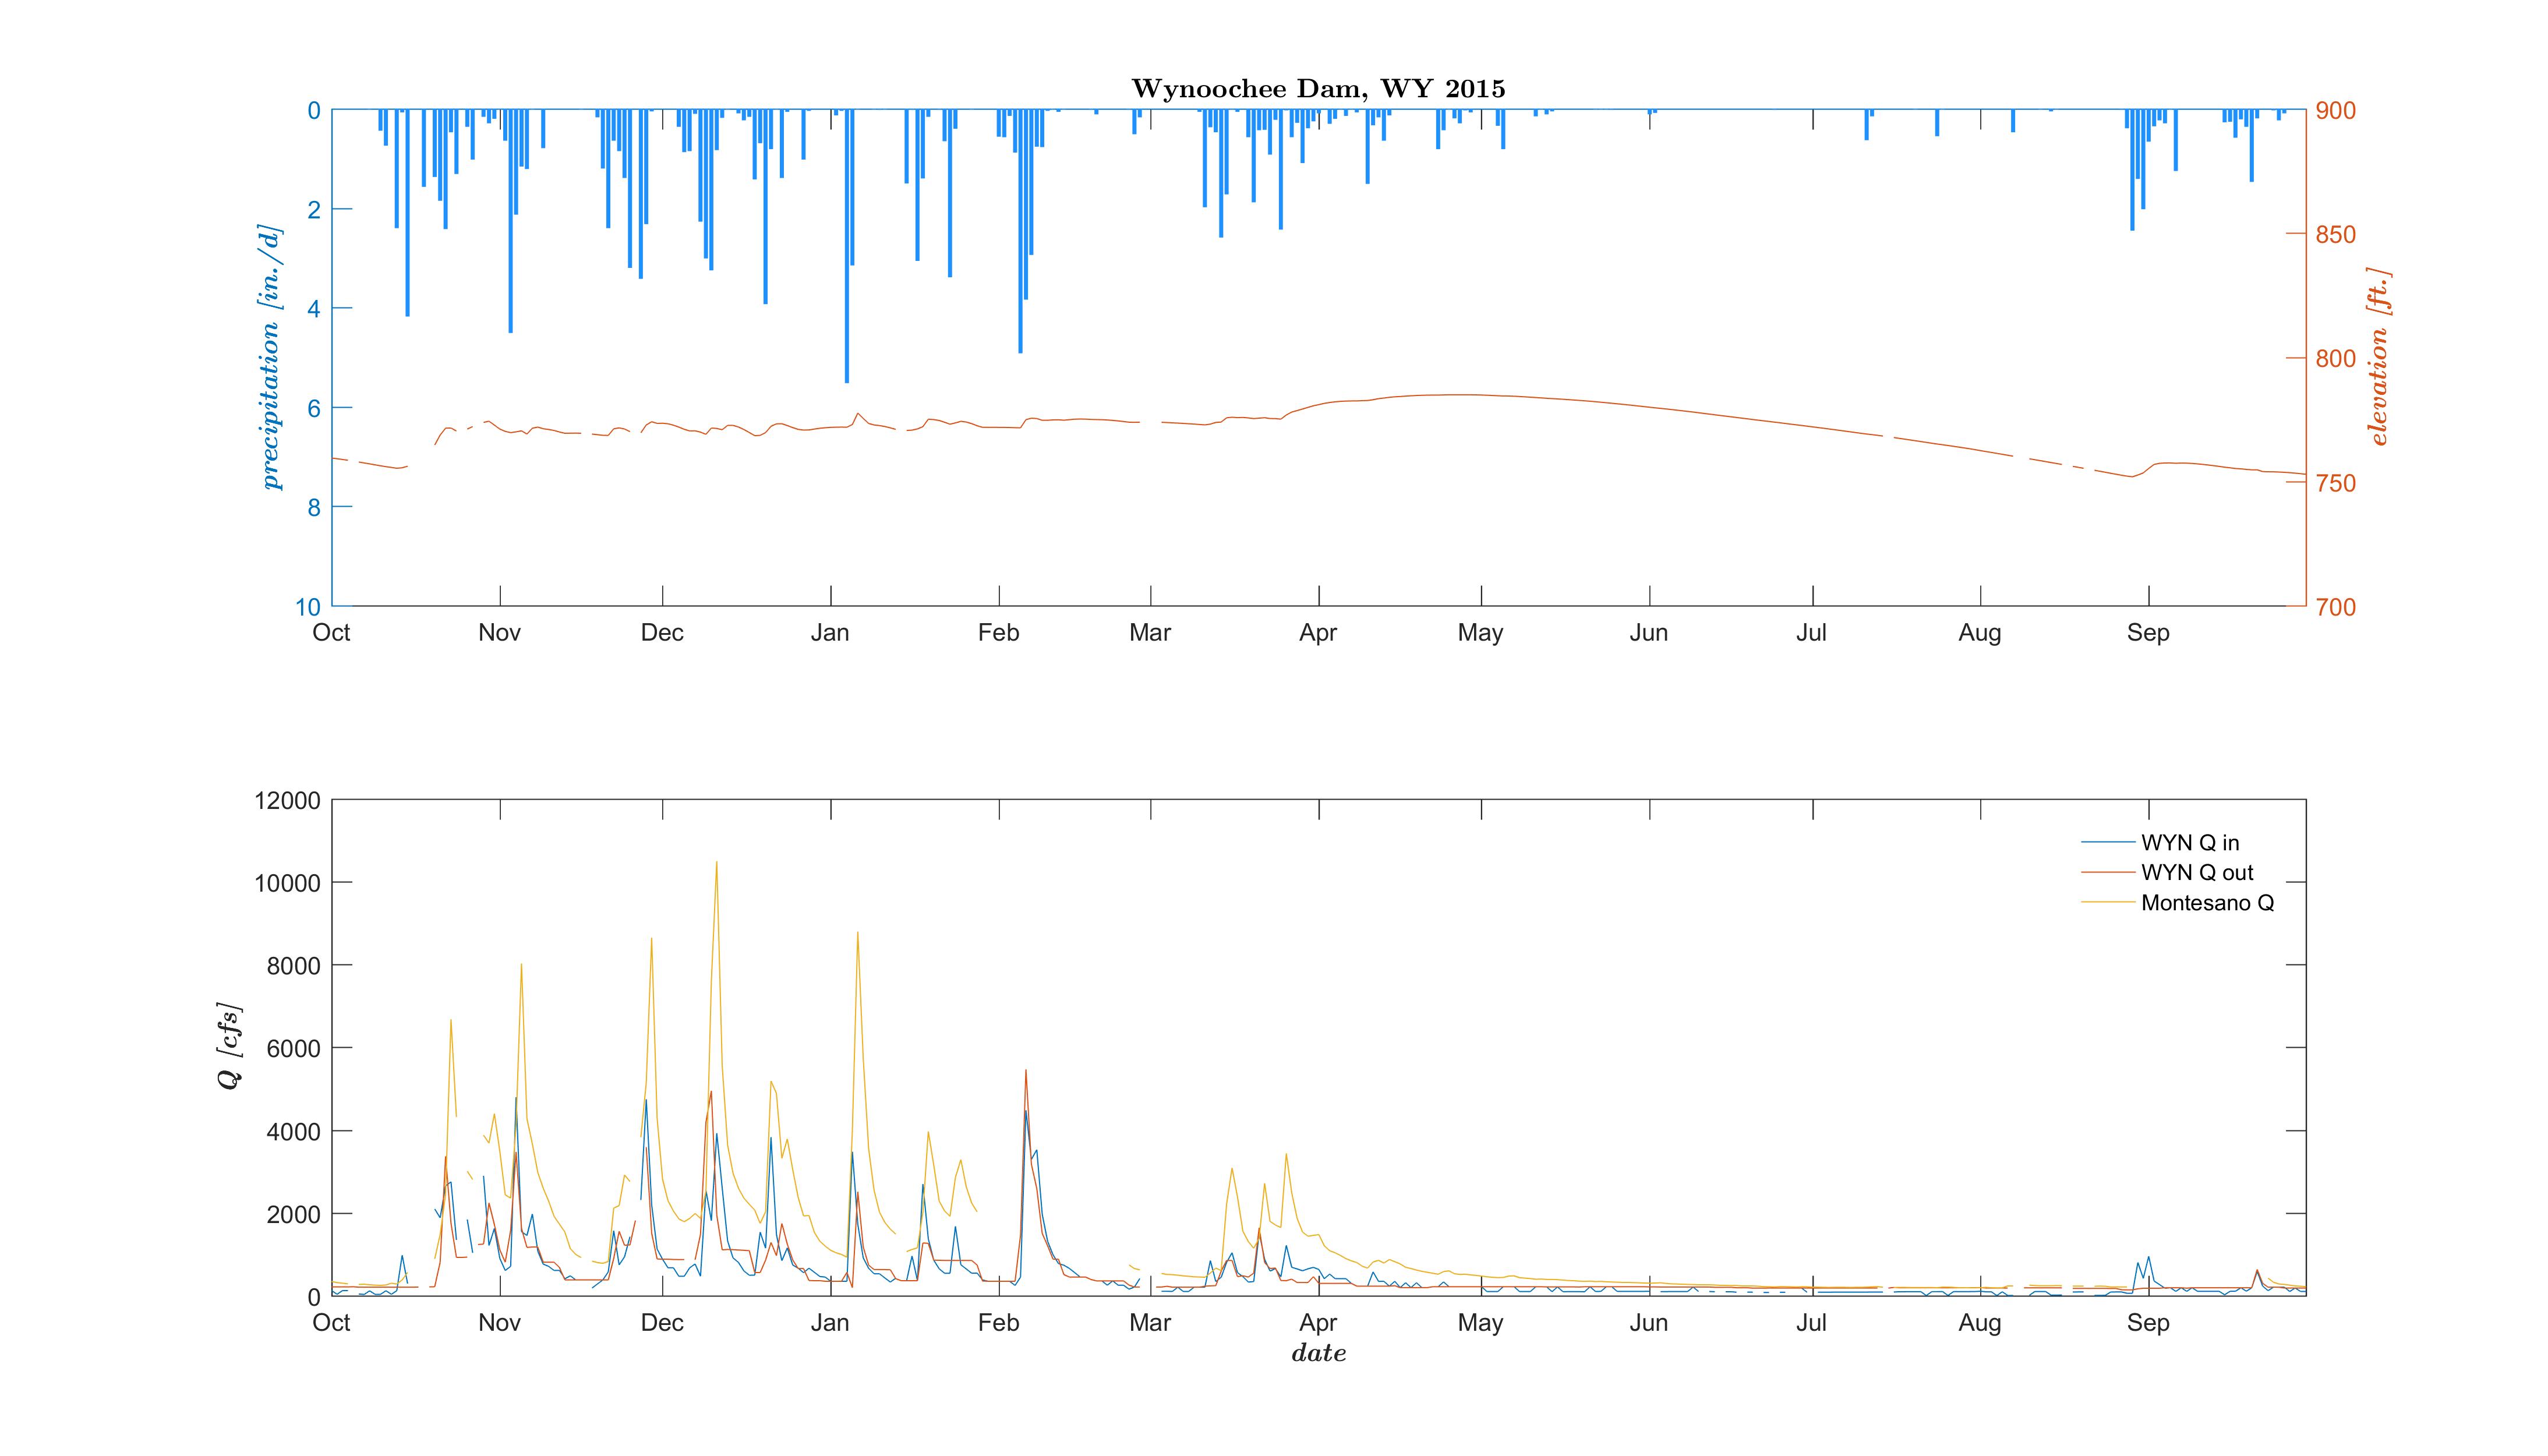 Wynoochee Dam, WY 2015
0
2
4
6
8
10
precipitation [in./d]
900
850
800
750
700
elevation [ft.]
Oct Nov Dec Jan Feb Mar Apr May Jun Jul Aug Sep
12000
10000
8000
6000
4000
2000
0
Q [cfs]
WYN Q in
WYN Q out
Montesano Q
Oct Nov Dec Jan Feb Mar Apr May Jun Jul Aug Sep
date